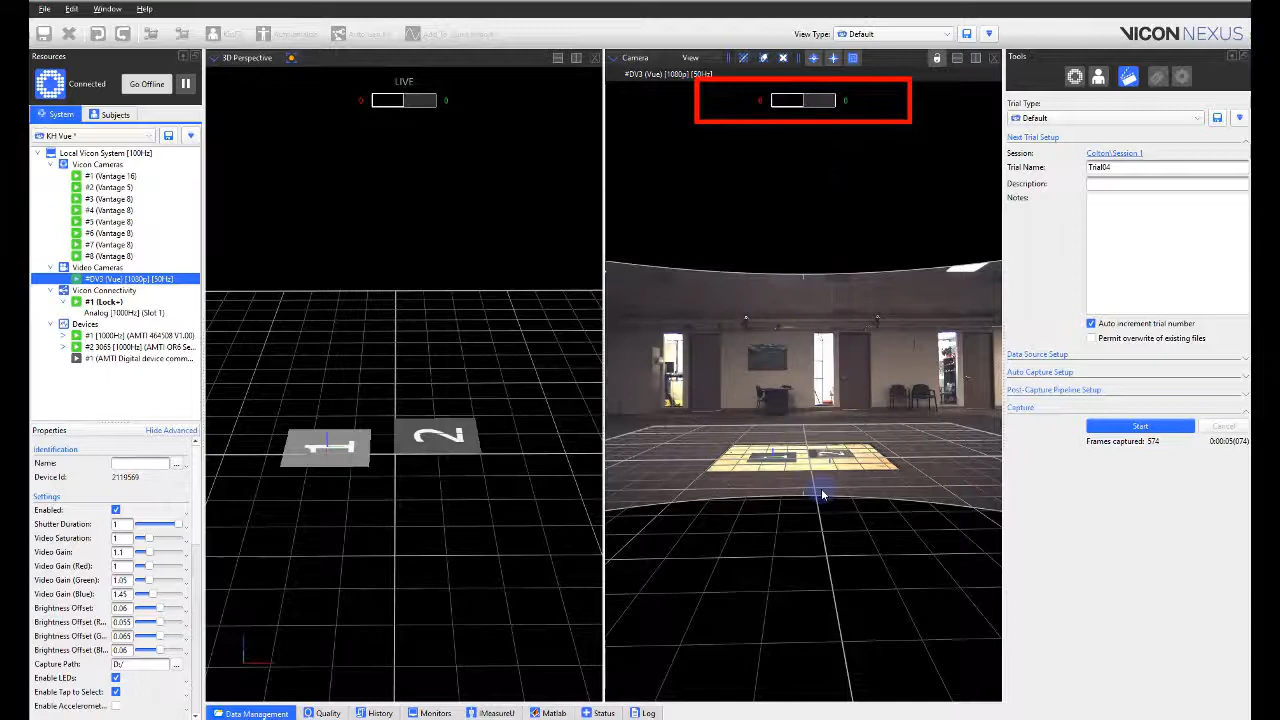 File Edit Window Help
View Type: Default
VICON NEXUS
Resources
Connected
Go Offline
System Subjects
KH Vue *
Local Vicon System [100Hz]
Vicon Cameras
#1 (Vantage 16)
#2 (Vantage 5)
#3 (Vantage 8)
#4 (Vantage 8)
#5 (Vantage 8)
#6 (Vantage 8)
#7 (Vantage 8)
#8 (Vantage 8)
Video Cameras
#DV3 (Vue) [1080p] [50Hz]
Vicon Connectivity
#1 (Lock+)
Analog [1000Hz] (Slot 1)
Devices
#1 [1000Hz] (AMTI 464508 V1.00)
#2 3065 [1000Hz] (AMTI OR6 Se...
#1 (AMTI Digital device comm...
Properties Hide Advanced
Identification
Name:
Device Id: 2119569
Settings
Enabled:
Shutter Duration: 1
Video Saturation: 1
Video Gain: 1.1
Video Gain (Red): 1
Video Gain (Green): 1.05
Video Gain (Blue): 1.45
Brightness Offset: 0.06
Brightness Offset (R... 0.055
Brightness Offset (G... 0.065
Brightness Offset (Bl... 0.06
Capture Path: D:/
Enable LEDs:
Enable Tap to Select:
Enable Acceleromet...
3D Perspective
LIVE
0 0
1 2
Camera View
#DV3 (Vue) [1080p] [50Hz]
0 0
1 2
Tools
Trial Type:
Default
Next Trial Setup
Session: Colton\Session 1
Trial Name: Trial04
Description:
Notes:
Auto increment trial number
Permit overwrite of existing files
Data Source Setup
Auto Capture Setup
Post-Capture Pipeline Setup
Capture
Start Cancel
Frames captured: 574 0:00:05(074)
Data Management Quality History Monitors IMeasureU Matlab Status Log